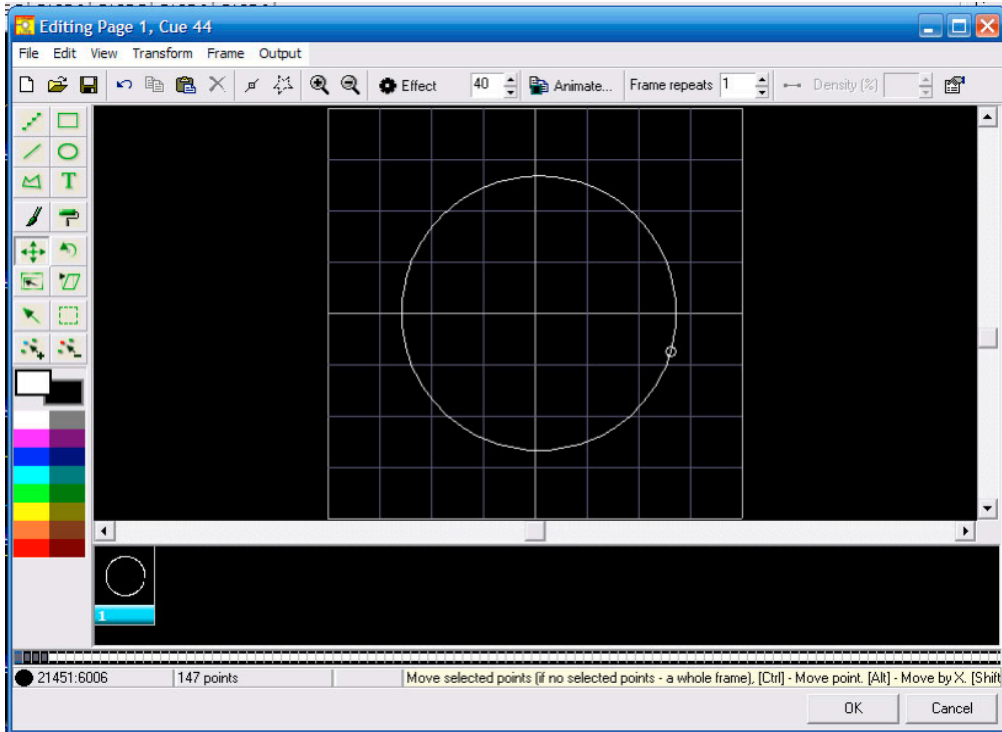 Editing Page 1, Cue 44
File Edit View Transform Frame Output
Effect 40 Animate... Frame repeats 1 Density (%)
T
1
21451:6006 147 points Move selected points (if no selected points - a whole frame), [Ctrl] - Move point. [Alt] - Move by X. [Shift
OK Cancel